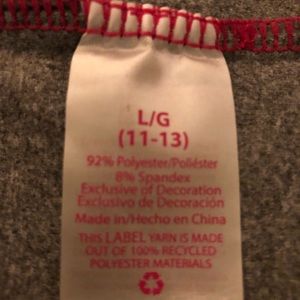 L/G
(11-13)
92% Polyester/Poliéster
8% Spandex
Exclusive of Decoration
Exclusivo de Decoración
Made in/Hecho en China
THIS LABEL YARN IS MADE
OUT OF 100% RECYCLED
POLYESTER MATERIALS